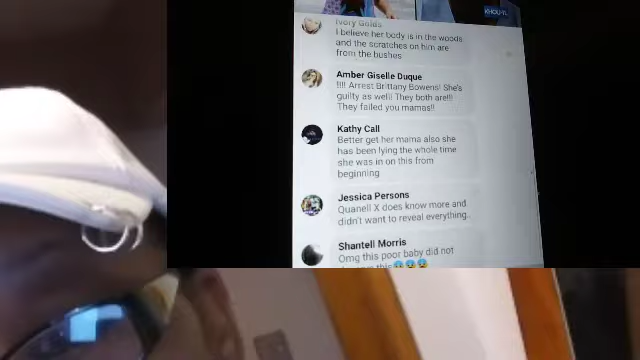 KHOU-11
Ivory Golds
I believe her body is in the woods
and the scratches on him are
from the bushes
Amber Giselle Duque
!!!! Arrest Brittany Bowens! She's
guilty as well! They both are!!!
They failed you mamas!!
Kathy Call
Better get her mama also she
has been lying the whole time
she was in on this from
beginning
Jessica Persons
Quanell X does know more and
didn't want to reveal everything.
Shantell Morris
Omg this poor baby did not
this😭😭😭